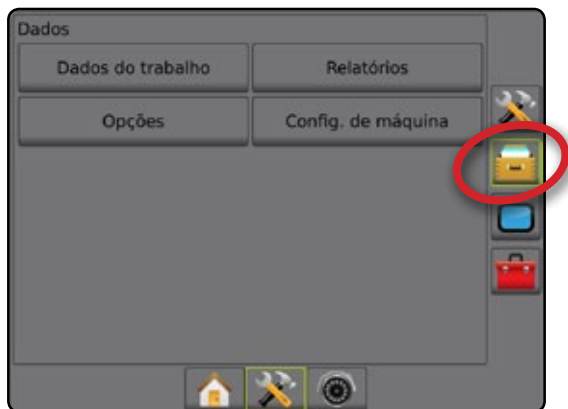 Dados
Dados do trabalho
Relatórios
Opções
Config. de máquina